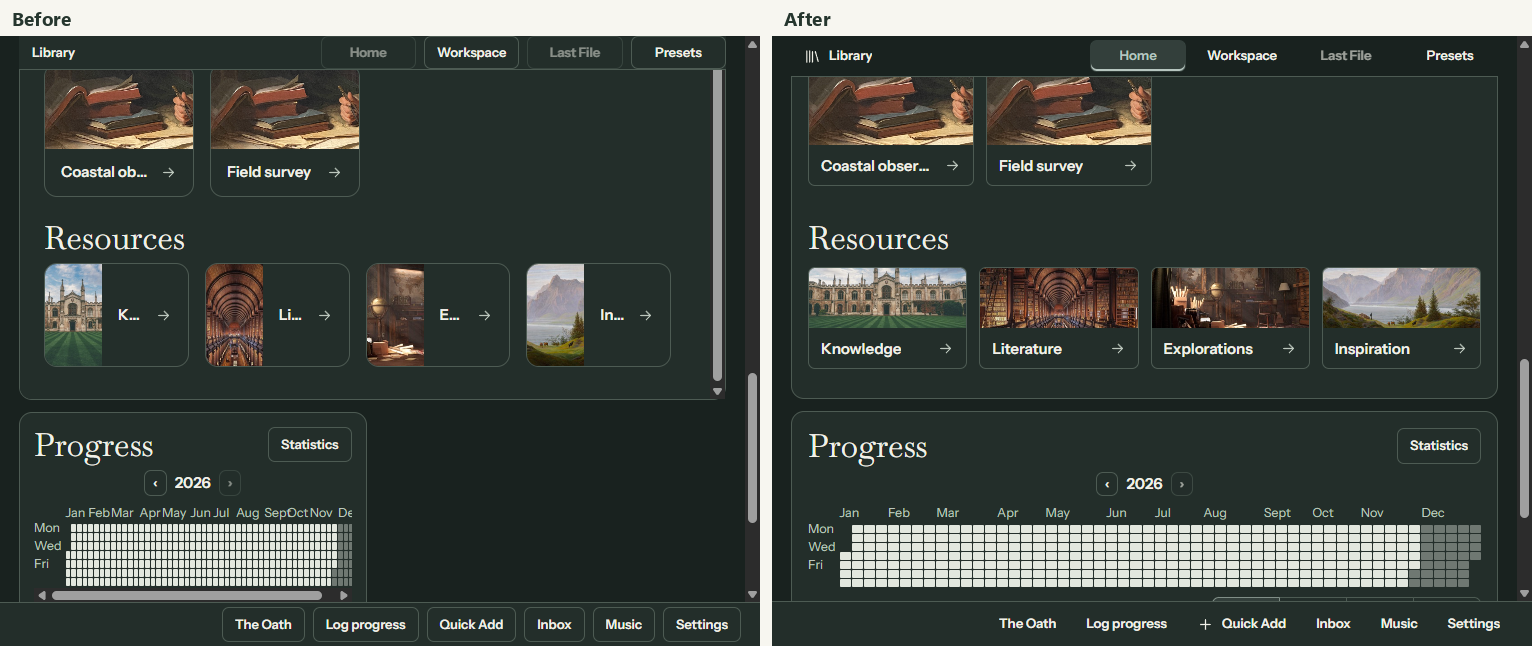 Before
Library Home Workspace Last File Presets
Coastal ob... Field survey
Resources
K... Li... E... In...
Progress Statistics
2026
Jan Feb Mar Apr May Jun Jul Aug Sept Oct Nov De
Mon
Wed
Fri
The Oath Log progress Quick Add Inbox Music Settings
After
Library Home Workspace Last File Presets
Coastal obser... Field survey
Resources
Knowledge Literature Explorations Inspiration
Progress Statistics
2026
Jan Feb Mar Apr May Jun Jul Aug Sept Oct Nov Dec
Mon
Wed
Fri
The Oath Log progress + Quick Add Inbox Music Settings